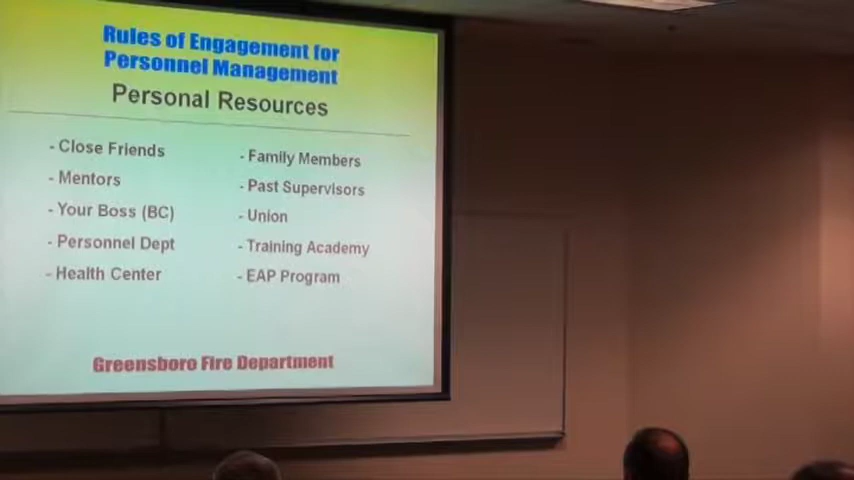 Rules of Engagement for
Personnel Management
Personal Resources
- Close Friends
- Mentors
- Your Boss (BC)
- Personnel Dept
- Health Center
- Family Members
- Past Supervisors
- Union
- Training Academy
- EAP Program
Greensboro Fire Department